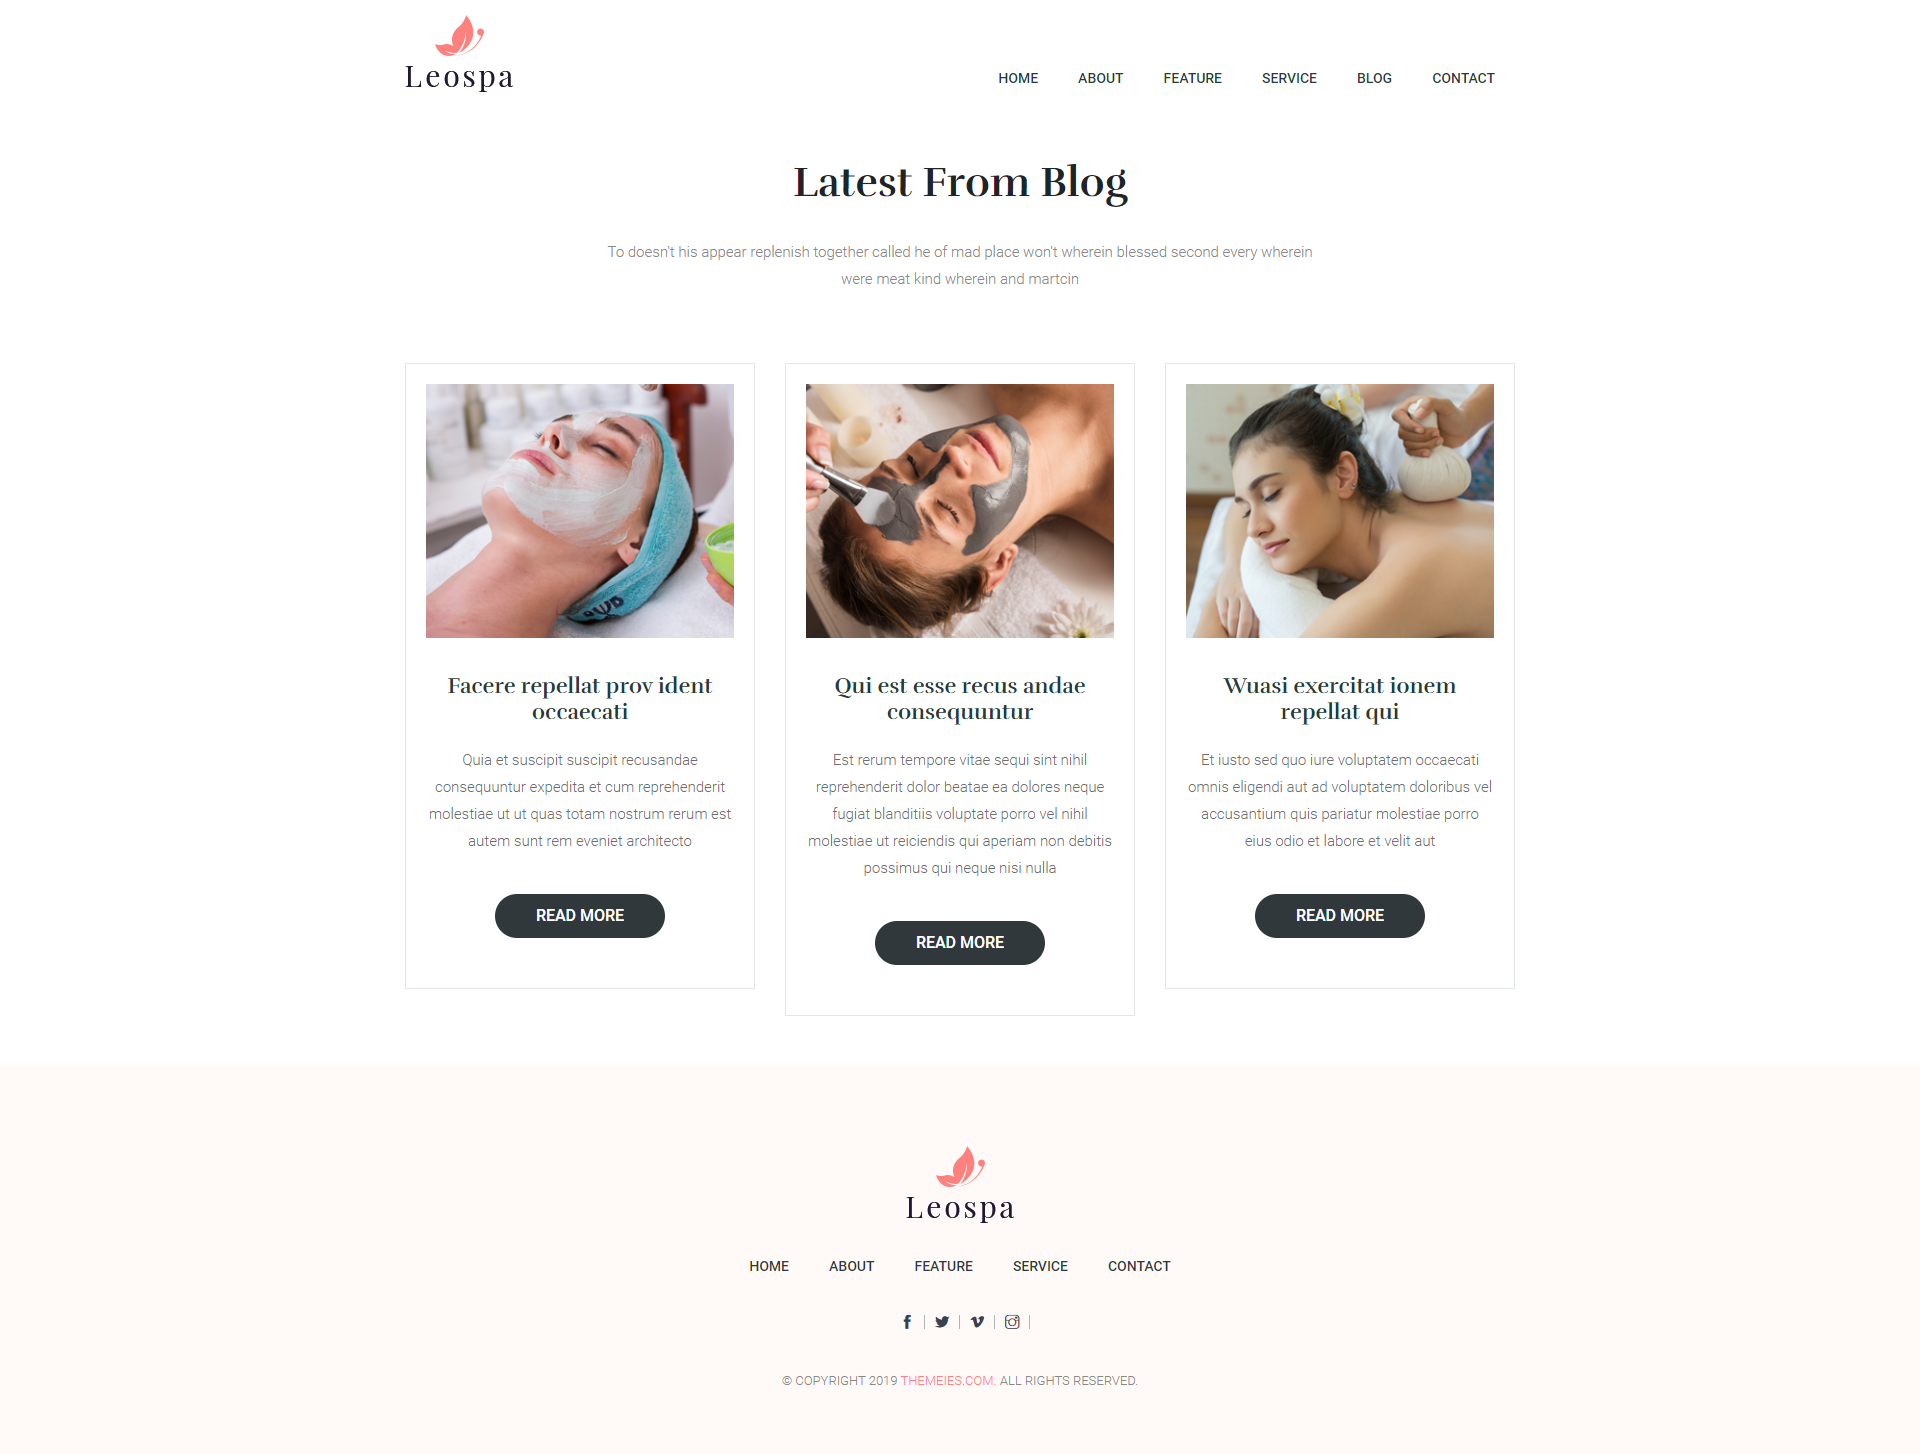 Leospa
HOME ABOUT FEATURE SERVICE BLOG CONTACT
Latest From Blog
To doesn't his appear replenish together called he of mad place won't wherein blessed second every wherein
were meat kind wherein and martcin
Facere repellat prov ident
occaecati
Quia et suscipit suscipit recusandae
consequuntur expedita et cum reprehenderit
molestiae ut ut quas totam nostrum rerum est
autem sunt rem eveniet architecto
READ MORE
Qui est esse recus andae
consequuntur
Est rerum tempore vitae sequi sint nihil
reprehenderit dolor beatae ea dolores neque
fugiat blanditiis voluptate porro vel nihil
molestiae ut reiciendis qui aperiam non debitis
possimus qui neque nisi nulla
READ MORE
Wuasi exercitat ionem
repellat qui
Et iusto sed quo iure voluptatem occaecati
omnis eligendi aut ad voluptatem doloribus vel
accusantium quis pariatur molestiae porro
eius odio et labore et velit aut
READ MORE
Leospa
HOME ABOUT FEATURE SERVICE CONTACT
© COPYRIGHT 2019 THEMEIES.COM. ALL RIGHTS RESERVED.